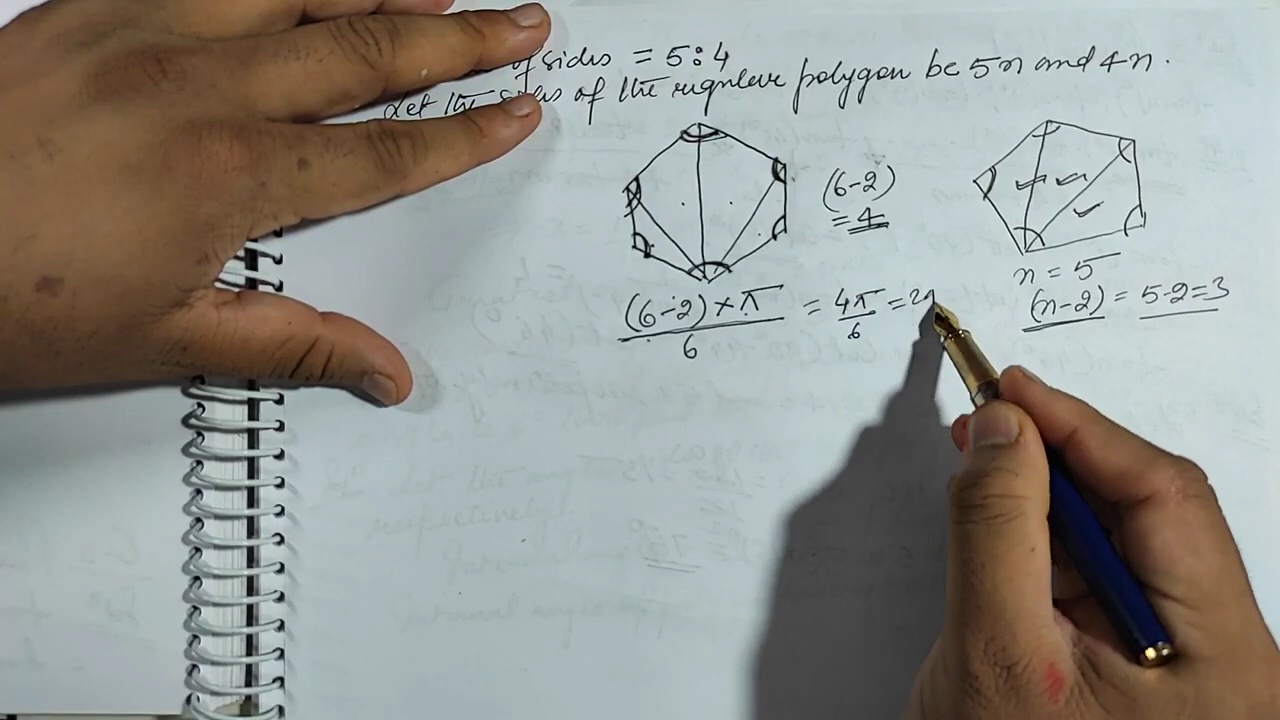 of sides = 5:4
Let the sides of the regular polygon be 5n and 4n.
(6-2)
= 4
n = 5
(n-2) = 5-2=3
(6-2)×π / 6 = 4π / 6 = 2